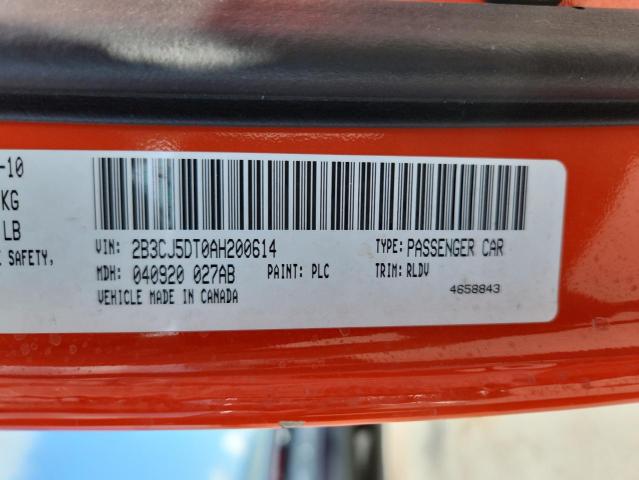 -10
KG
LB
SAFETY,
VIN: 2B3CJ5DT0AH200614 TYPE: PASSENGER CAR
MDH: 040920 027AB PAINT: PLC TRIM: RLDV
VEHICLE MADE IN CANADA 4658843